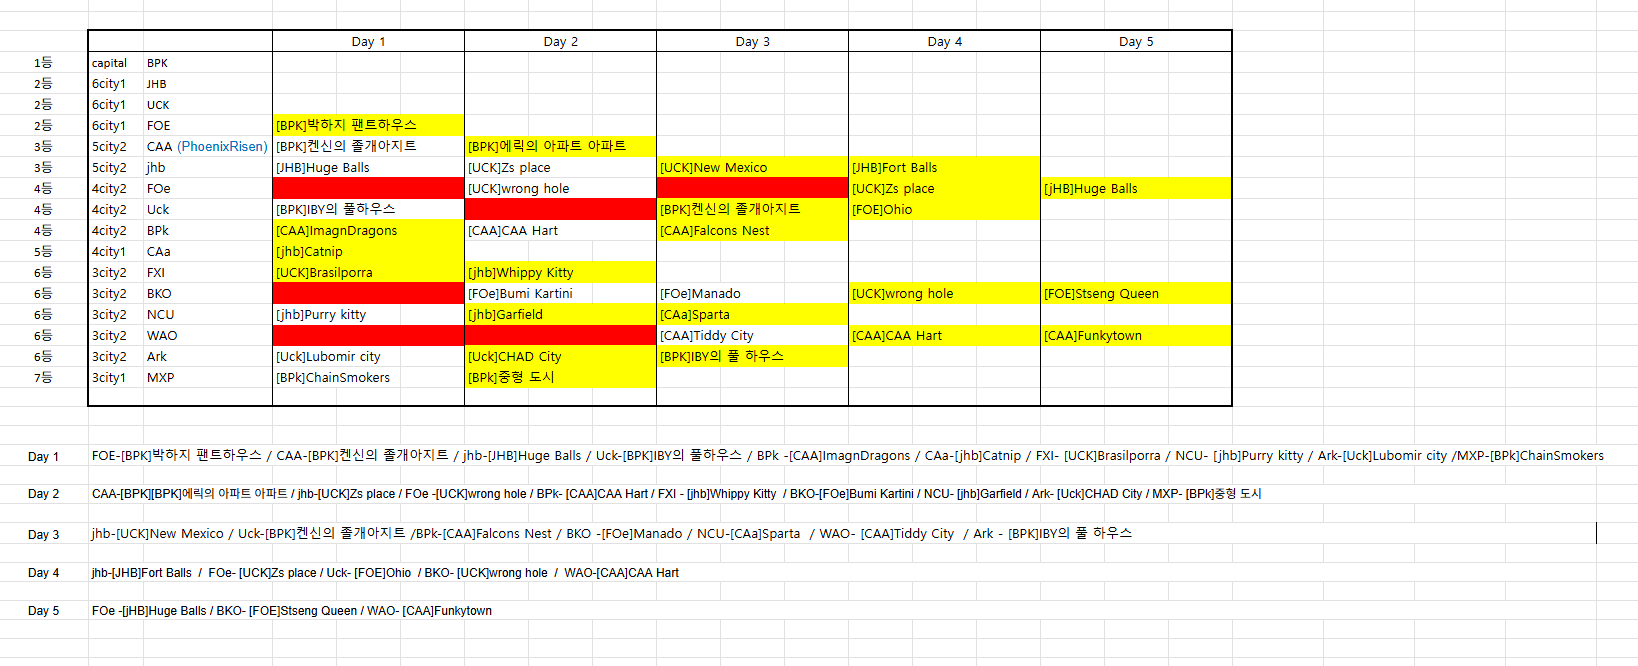 Day 1 Day 2 Day 3 Day 4 Day 5
1등 capital BPK
2등 6city1 JHB
2등 6city1 UCK
2등 6city1 FOE [BPK]박하지 팬트하우스
3등 5city2 CAA (PhoenixRisen) [BPK]켄신의 졸개아지트 [BPK]에릭의 아파트 아파트
3등 5city2 jhb [JHB]Huge Balls [UCK]Zs place [UCK]New Mexico [JHB]Fort Balls
4등 4city2 FOe [UCK]wrong hole [UCK]Zs place [jHB]Huge Balls
4등 4city2 Uck [BPK]IBY의 풀하우스 [BPK]켄신의 졸개아지트 [FOE]Ohio
4등 4city2 BPk [CAA]ImagnDragons [CAA]CAA Hart [CAA]Falcons Nest
5등 4city1 CAa [jhb]Catnip
6등 3city2 FXI [UCK]Brasilporra [jhb]Whippy Kitty
6등 3city2 BKO [FOe]Bumi Kartini [FOe]Manado [UCK]wrong hole [FOE]Stseng Queen
6등 3city2 NCU [jhb]Purry kitty [jhb]Garfield [CAa]Sparta
6등 3city2 WAO [CAA]Tiddy City [CAA]CAA Hart [CAA]Funkytown
6등 3city2 Ark [Uck]Lubomir city [Uck]CHAD City [BPK]IBY의 풀 하우스
7등 3city1 MXP [BPk]ChainSmokers [BPk]중형 도시
Day 1 FOE-[BPK]박하지 팬트하우스 / CAA-[BPK]켄신의 졸개아지트 / jhb-[JHB]Huge Balls / Uck-[BPK]IBY의 풀하우스 / BPk -[CAA]ImagnDragons / CAa-[jhb]Catnip / FXI- [UCK]Brasilporra / NCU- [jhb]Purry kitty / Ark-[Uck]Lubomir city /MXP-[BPk]ChainSmokers
Day 2 CAA-[BPK][BPK]에릭의 아파트 아파트 / jhb-[UCK]Zs place / FOe -[UCK]wrong hole / BPk- [CAA]CAA Hart / FXI - [jhb]Whippy Kitty / BKO-[FOe]Bumi Kartini / NCU- [jhb]Garfield / Ark- [Uck]CHAD City / MXP- [BPk]중형 도시
Day 3 jhb-[UCK]New Mexico / Uck-[BPK]켄신의 졸개아지트 /BPk-[CAA]Falcons Nest / BKO -[FOe]Manado / NCU-[CAa]Sparta / WAO- [CAA]Tiddy City / Ark - [BPK]IBY의 풀 하우스
Day 4 jhb-[JHB]Fort Balls / FOe- [UCK]Zs place / Uck- [FOE]Ohio / BKO- [UCK]wrong hole / WAO-[CAA]CAA Hart
Day 5 FOe -[jHB]Huge Balls / BKO- [FOE]Stseng Queen / WAO- [CAA]Funkytown